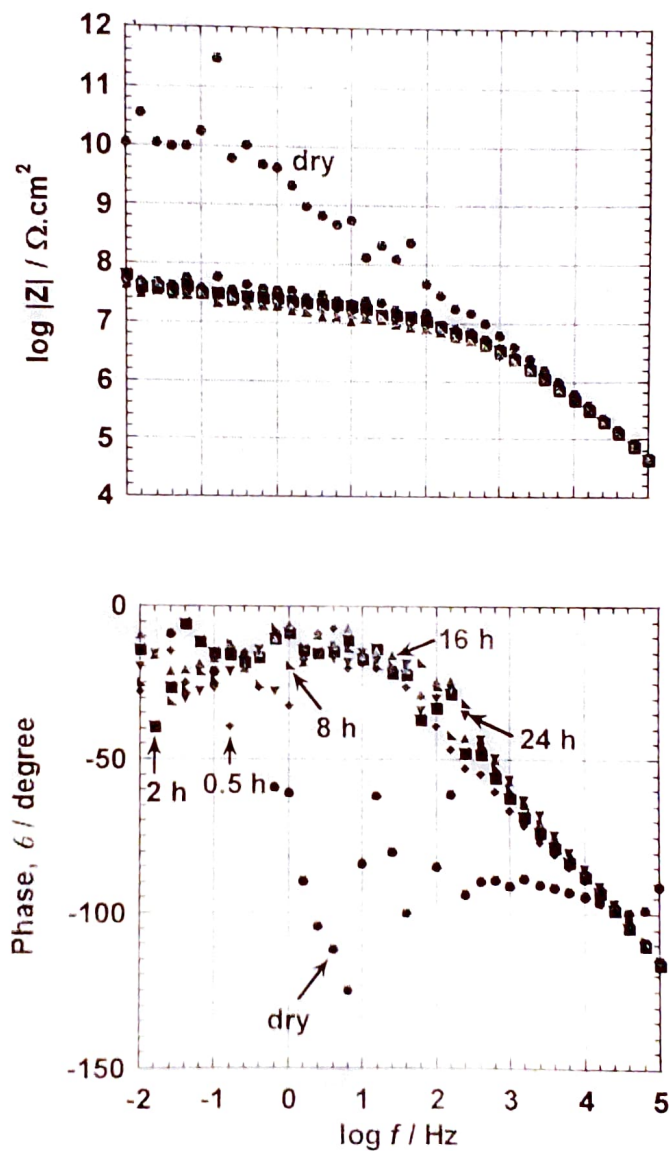 12
11
10
9
8
7
6
5
4
log |Z| / Ω.cm²
dry
0
-50
-100
-150
Phase, θ / degree
16 h
8 h
24 h
2 h
0.5 h
dry
-2 -1 0 1 2 3 4 5
log f / Hz